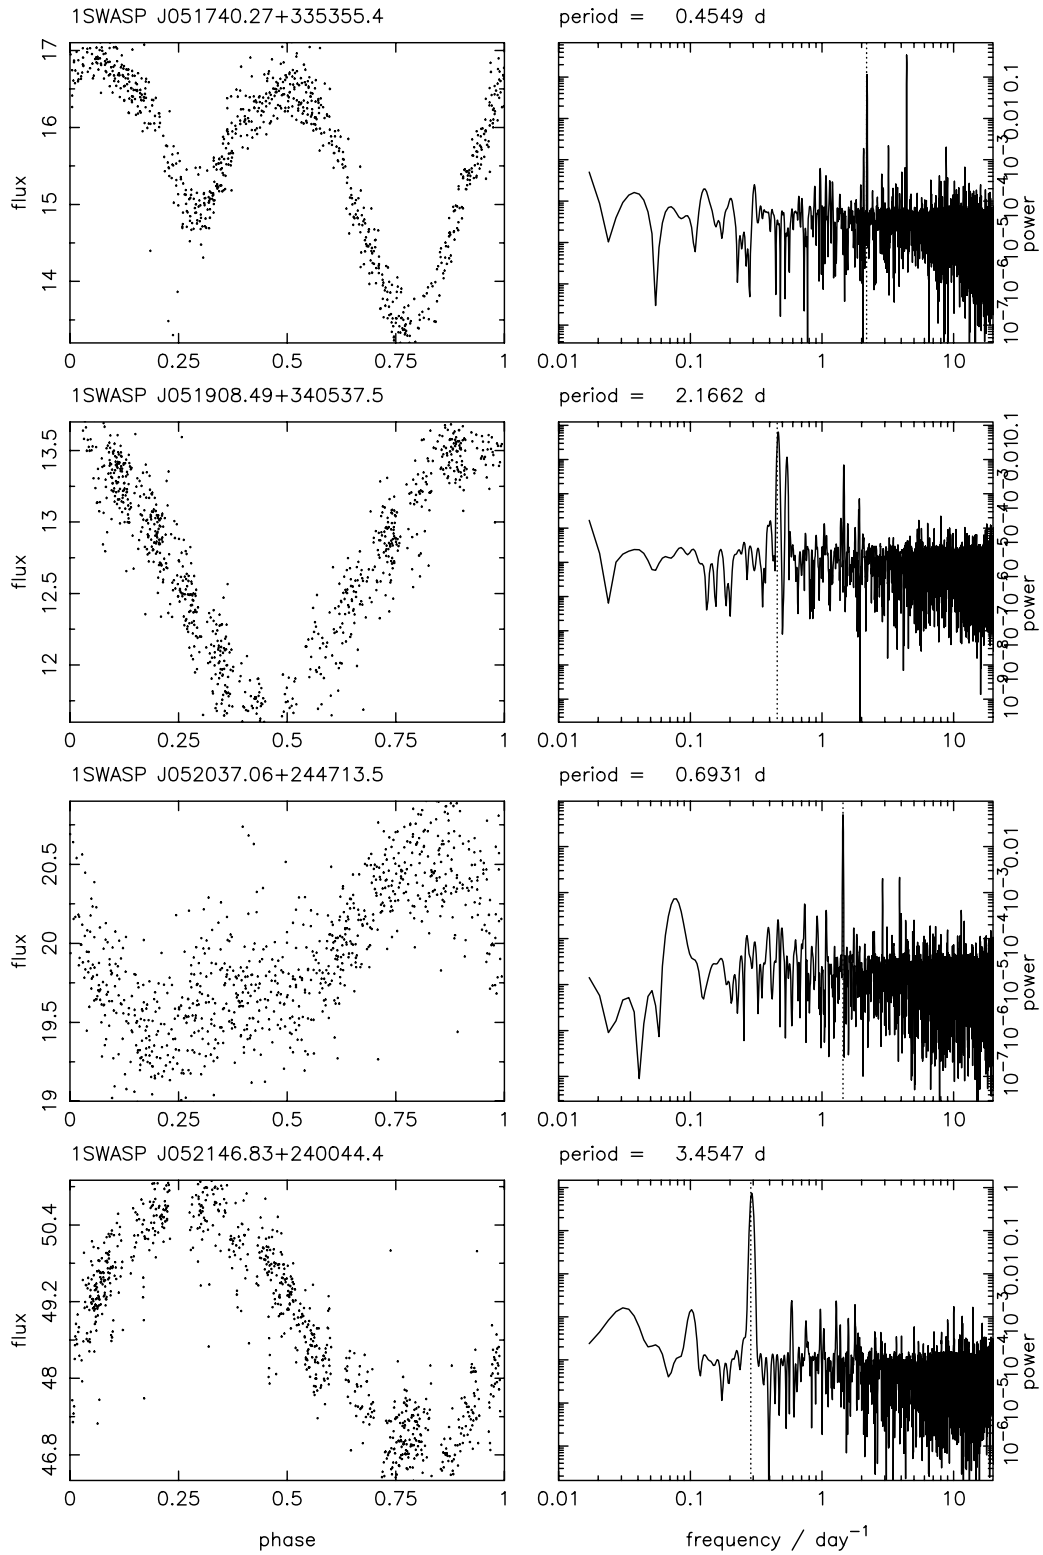 1SWASP J051740.27+335355.4 period = 0.4549 d
17
16
15
14
flux
0 0.25 0.5 0.75 1
0.1
0.01
10⁻³
10⁻⁴
10⁻⁵
10⁻⁶
10⁻⁷
power
0.01 0.1 1 10
1SWASP J051908.49+340537.5 period = 2.1662 d
13.5
13
12.5
12
flux
0 0.25 0.5 0.75 1
0.1
0.01
10⁻³
10⁻⁴
10⁻⁵
10⁻⁶
10⁻⁷
10⁻⁸
10⁻⁹
power
0.01 0.1 1 10
1SWASP J052037.06+244713.5 period = 0.6931 d
20.5
20
19.5
19
flux
0 0.25 0.5 0.75 1
0.01
10⁻³
10⁻⁴
10⁻⁵
10⁻⁶
10⁻⁷
power
0.01 0.1 1 10
1SWASP J052146.83+240044.4 period = 3.4547 d
50.4
49.2
48
46.8
flux
0 0.25 0.5 0.75 1
1
0.1
0.01
10⁻³
10⁻⁴
10⁻⁵
10⁻⁶
power
0.01 0.1 1 10
phase frequency / day⁻¹